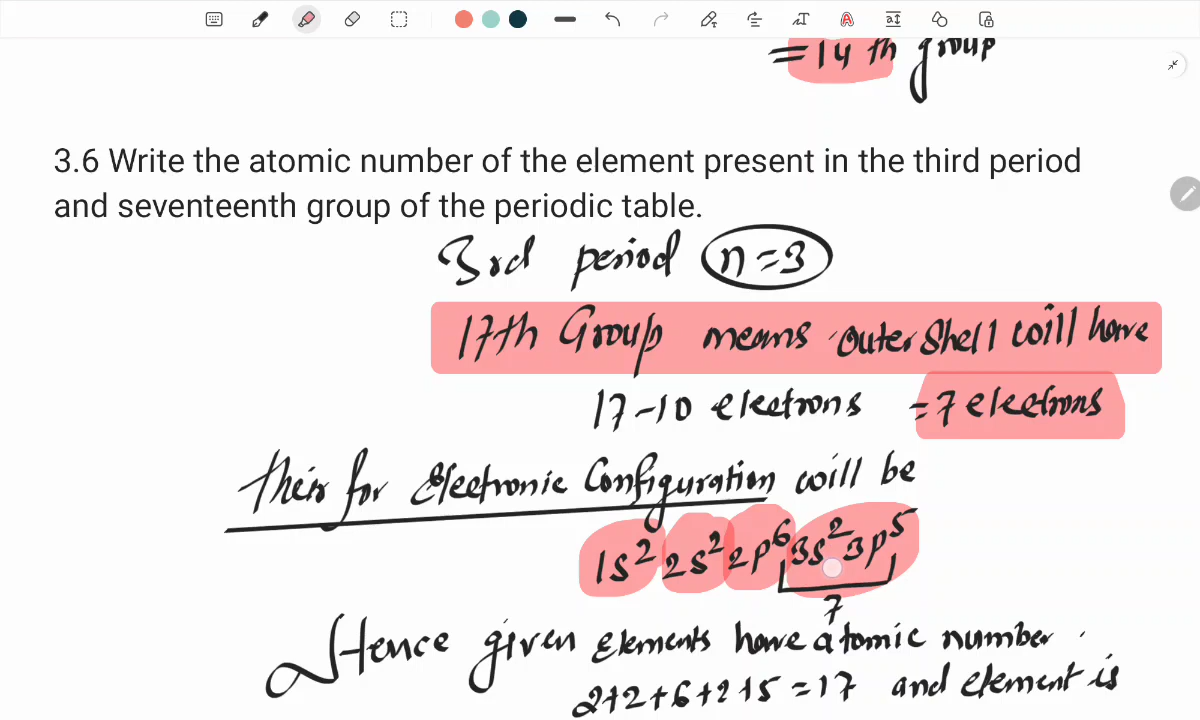 =14 th group
3.6 Write the atomic number of the element present in the third period
and seventeenth group of the periodic table.
3rd period n=3
17th Group means outer shell will have
17-10 electrons =7 electrons
their for Electronic Configuration will be
1s² 2s² 2p⁶ 3s² 3p⁵
7
Hence given elements have atomic number
2+2+6+2+5=17 and element is